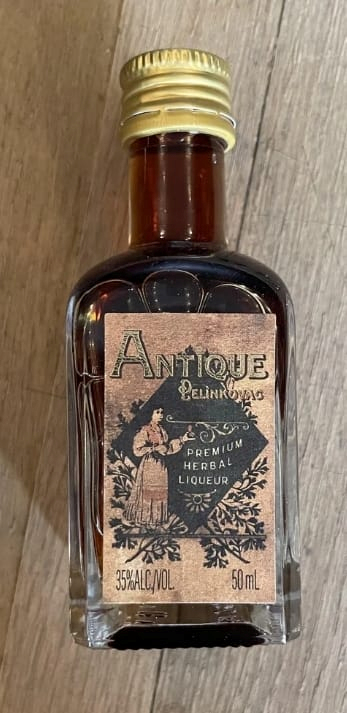 ANTIQUE
PELINKOVAC
PREMIUM
HERBAL
LIQUEUR
35%ALC/VOL. 50 mL